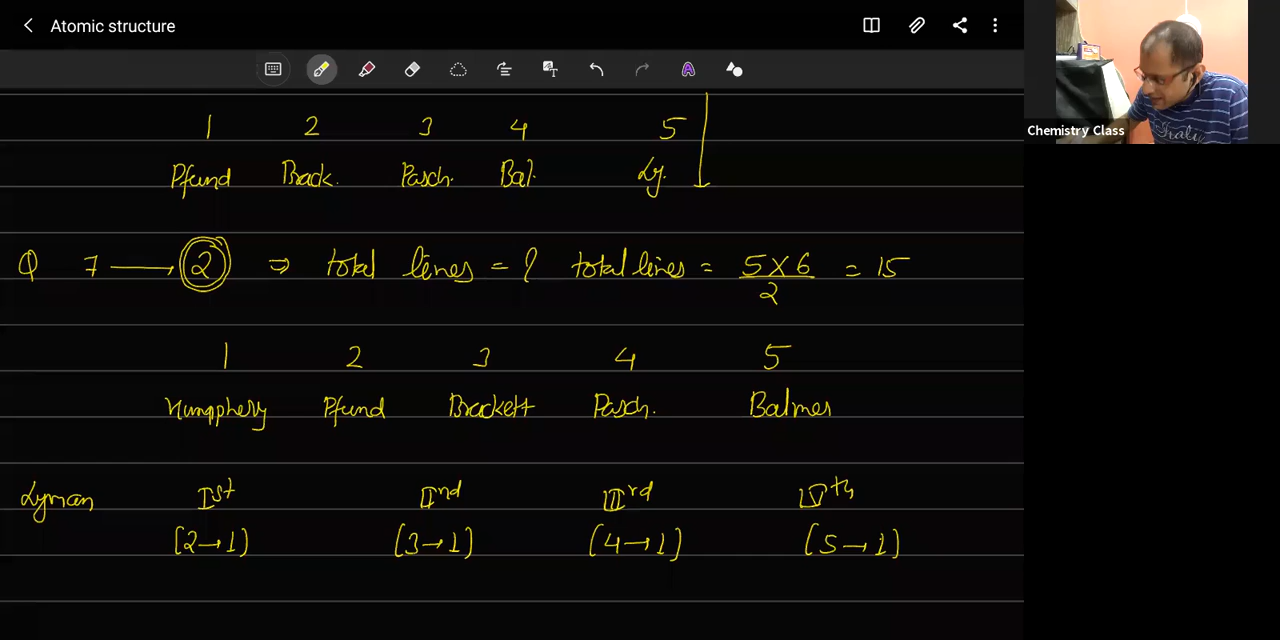 Atomic structure
Chemistry Class
1 2 3 4 5
Pfund Brack. Pasch. Bal. Ly.
Q 7 → 2 ⇒ total lines = ? total lines = 5 X 6 / 2 = 15
1 2 3 4 5
Humpphery Pfund Brackett Pasch. Balmer
Lyman Ist IInd IIIrd IVth
(2→1) (3→1) (4→1) (5→1)